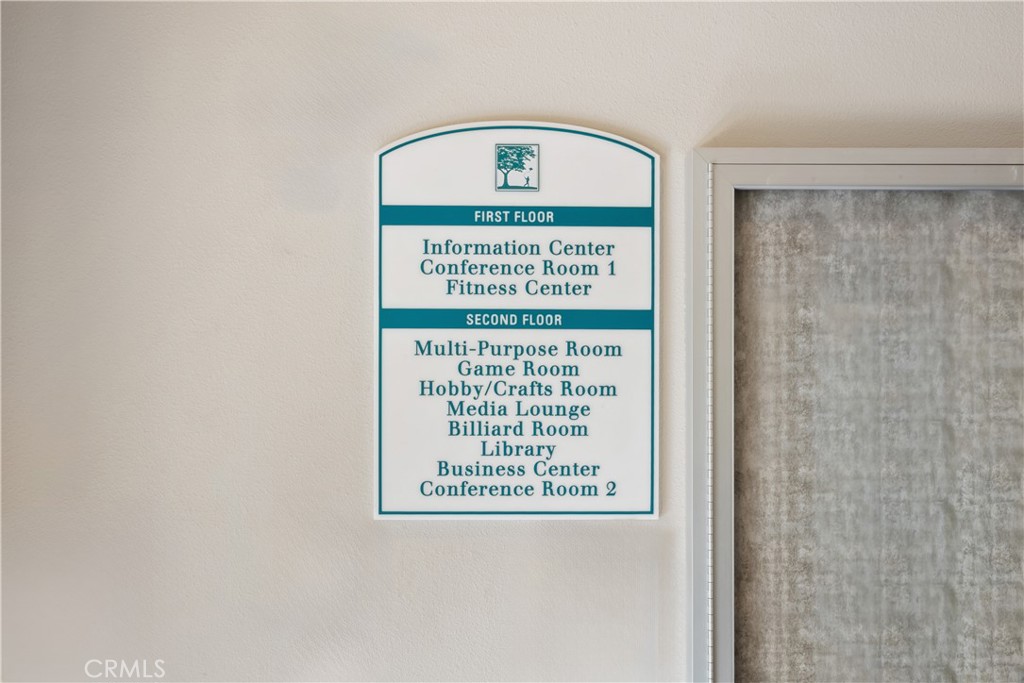 FIRST FLOOR
Information Center
Conference Room 1
Fitness Center
SECOND FLOOR
Multi-Purpose Room
Game Room
Hobby/Crafts Room
Media Lounge
Billiard Room
Library
Business Center
Conference Room 2
CRMLS